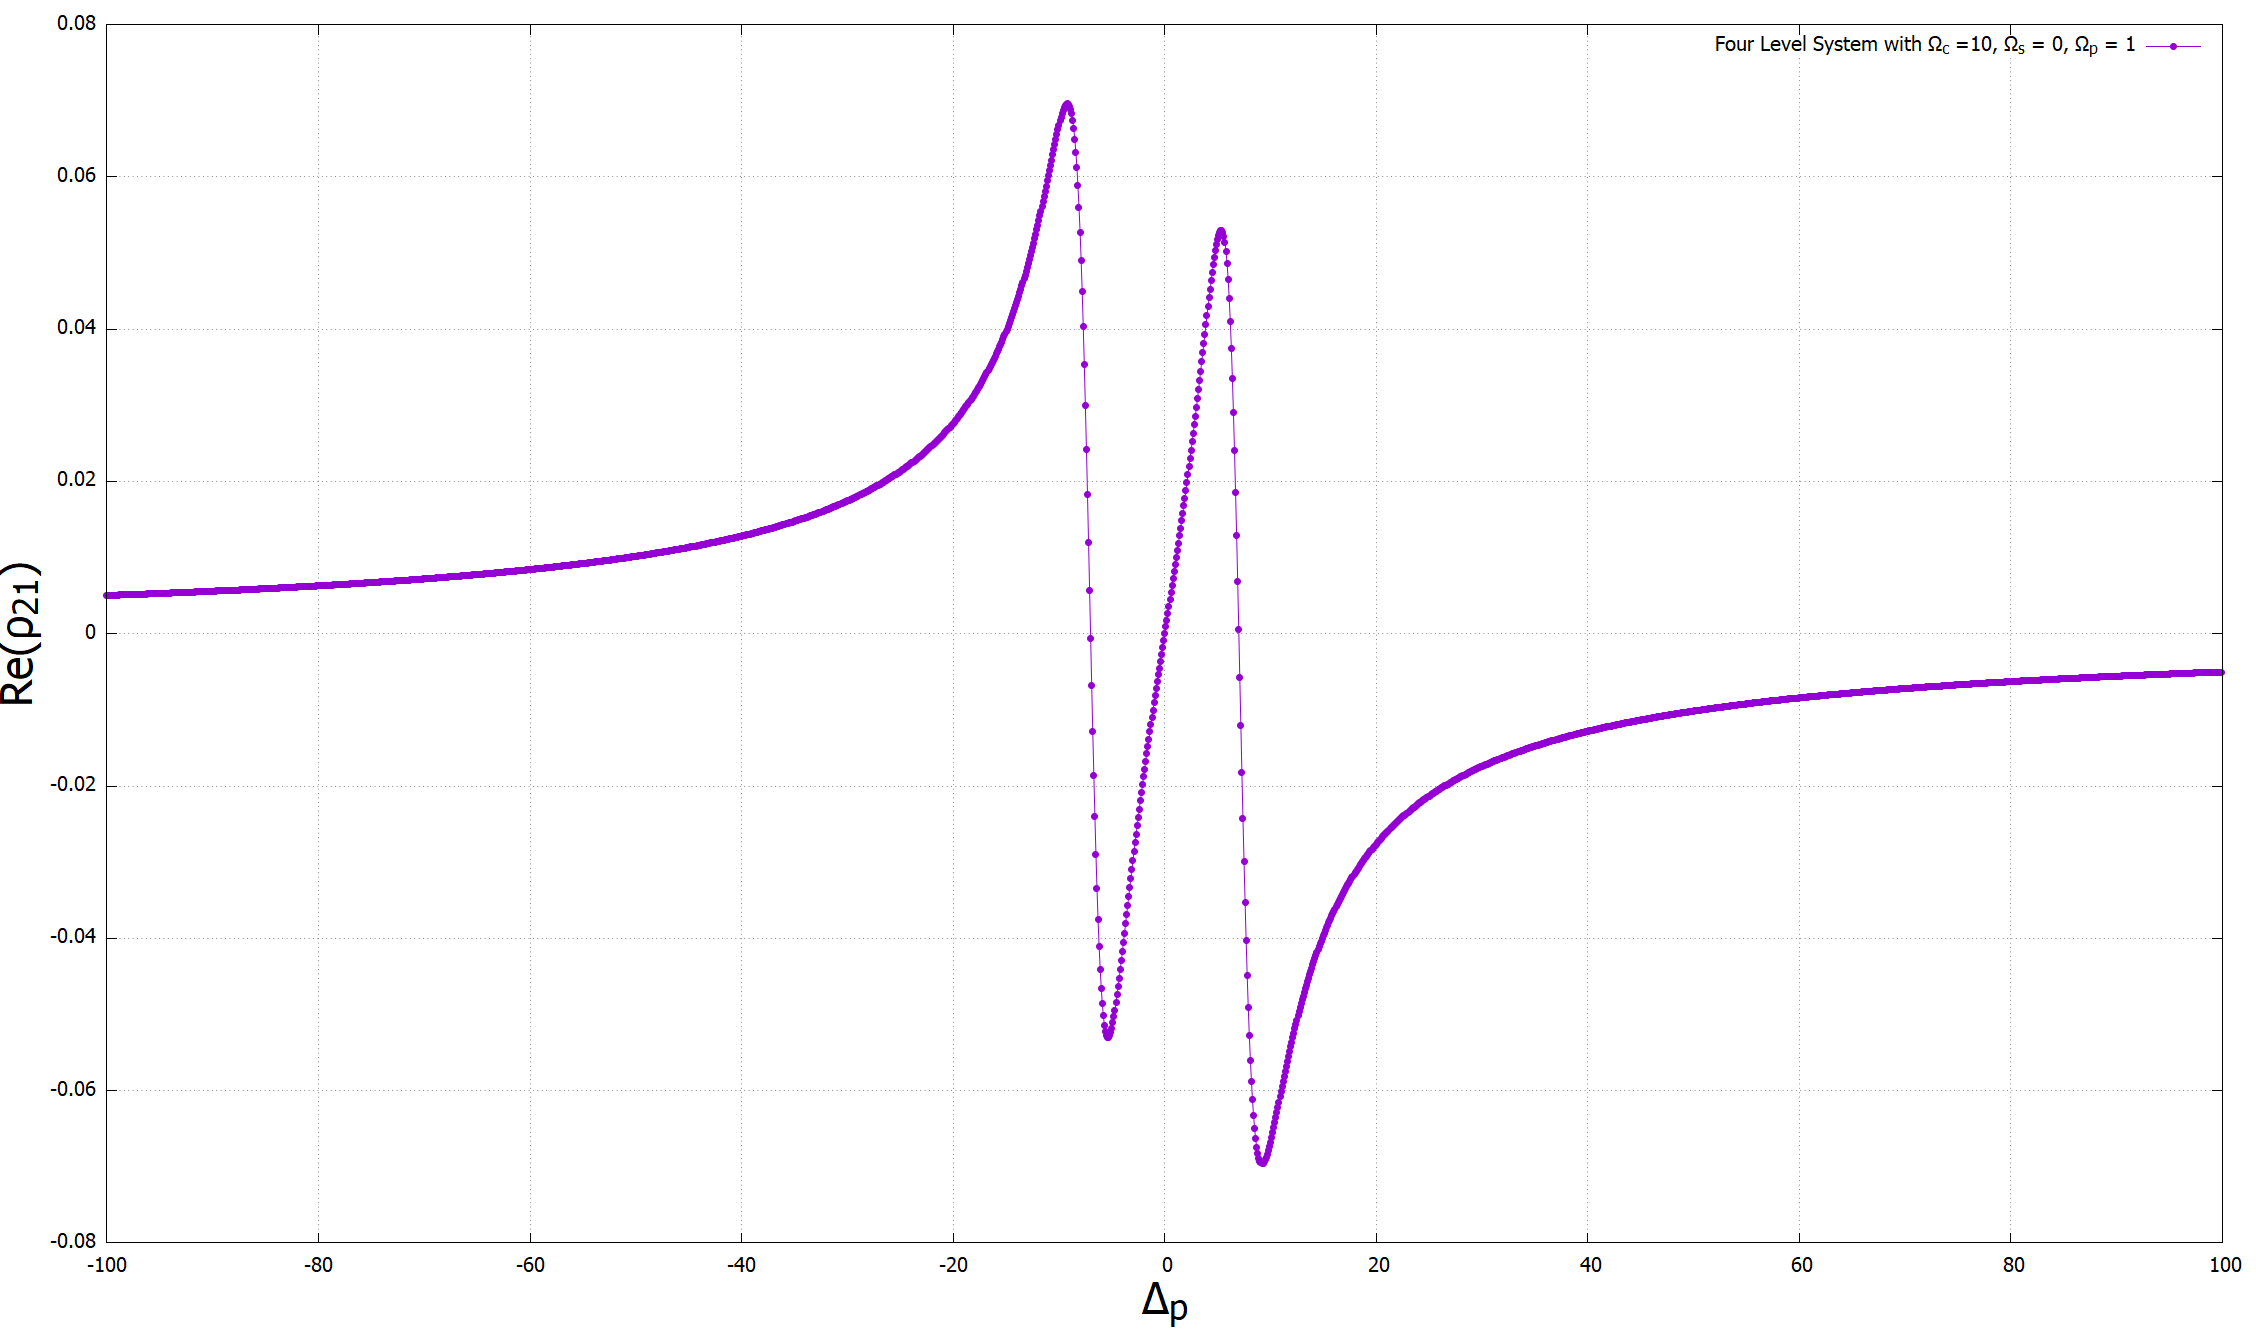 Four Level System with Ωc =10, Ωs = 0, Ωp = 1
0.08
0.06
0.04
0.02
0
-0.02
-0.04
-0.06
-0.08
Re(ρ21)
-100 -80 -60 -40 -20 0 20 40 60 80 100
Δp